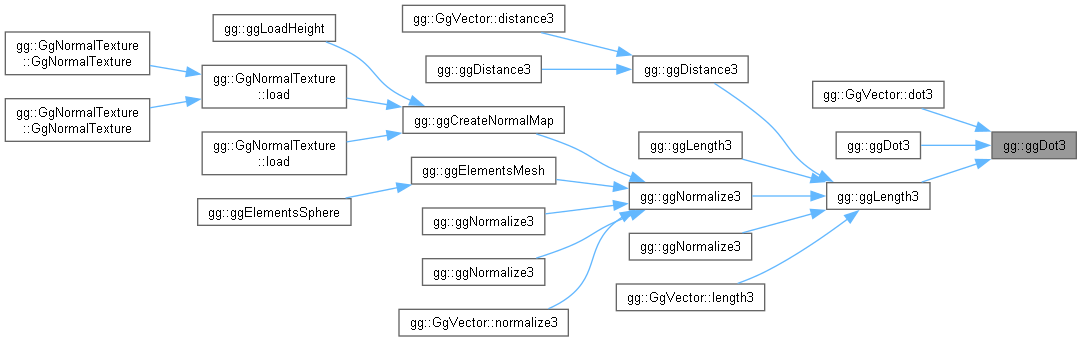 gg::GgVector::distance3
gg::ggLoadHeight
gg::GgNormalTexture
::GgNormalTexture
gg::ggDistance3
gg::ggDistance3
gg::GgNormalTexture
::load
gg::GgVector::dot3
gg::GgNormalTexture
::GgNormalTexture
gg::ggCreateNormalMap
gg::ggLength3
gg::ggDot3
gg::ggDot3
gg::GgNormalTexture
::load
gg::ggElementsMesh
gg::ggNormalize3
gg::ggLength3
gg::ggElementsSphere
gg::ggNormalize3
gg::ggNormalize3
gg::ggNormalize3
gg::GgVector::length3
gg::GgVector::normalize3